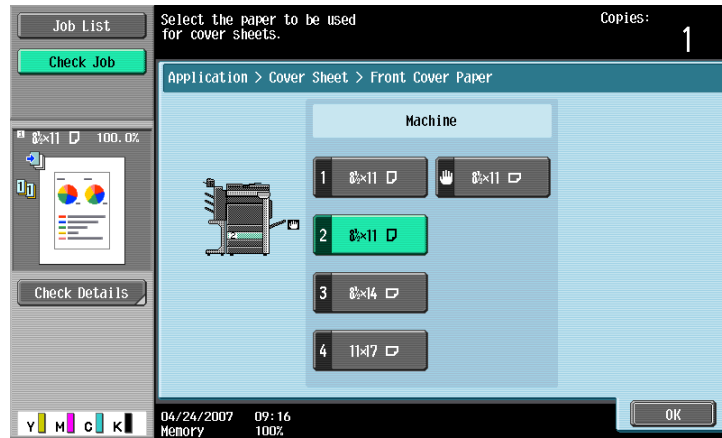 Job List
Check Job
Select the paper to be used
for cover sheets.
Copies:
1
Application > Cover Sheet > Front Cover Paper
8½×11 100.0%
Check Details
Machine
1 8½×11
8½×11
2 8½×11
3 8½×14
4 11×17
2
OK
Y M C K
04/24/2007 09:16
Memory 100%